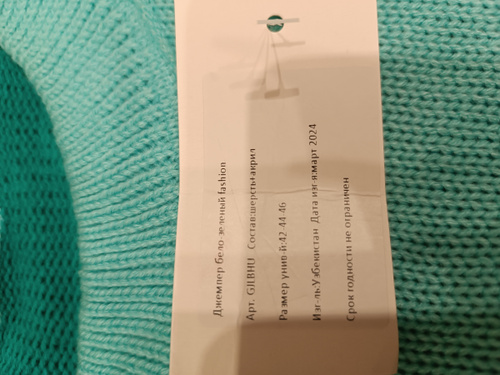 Джемпер бело-зеленый fashion
Арт. GILBHU Состав:шерсть+акрил
Размер унив-й:42-44-46
Изг-ль:Узбекистан Дата изг-я:март 2024
Срок годности не ограничен